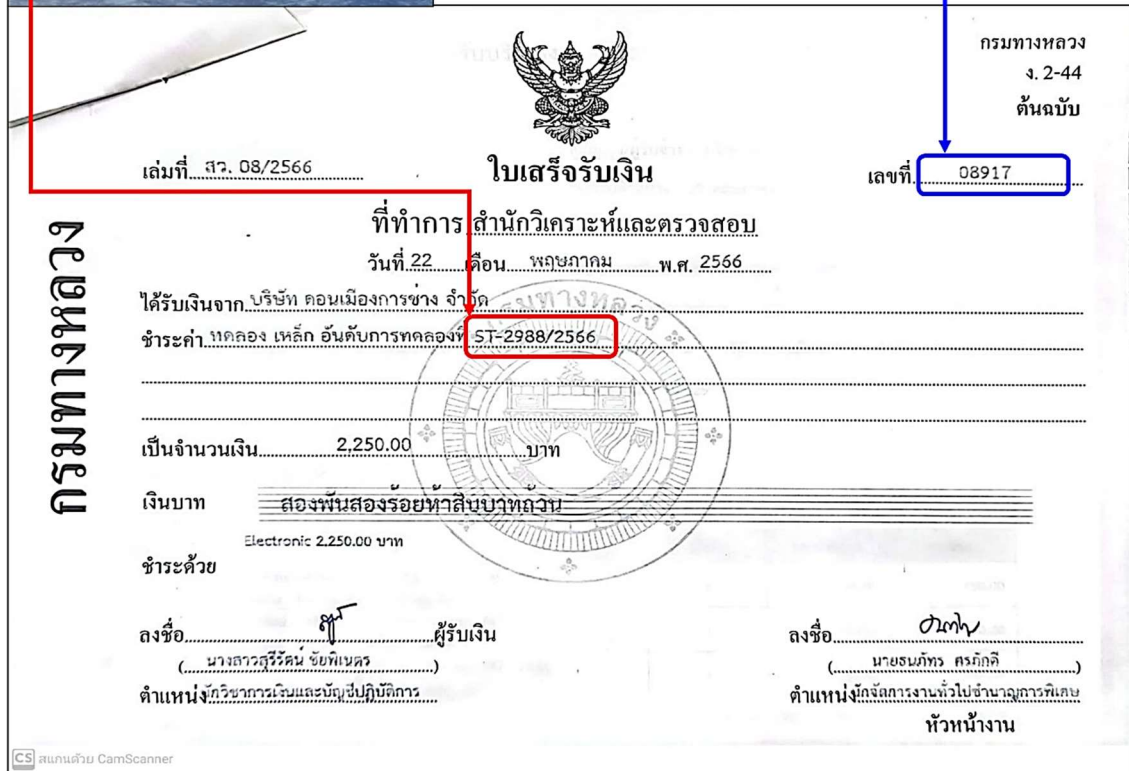 กรมทางหลวง
ง. 2-44
ต้นฉบับ
เล่มที่ สว. 08/2566
ใบเสร็จรับเงิน
เลขที่ 08917
ที่ทำการ สำนักวิเคราะห์และตรวจสอบ
วันที่ 22 เดือน พฤษภาคม พ.ศ. 2566
ได้รับเงินจาก บริษัท ดอนเมืองการช่าง จำกัด
ชำระค่า ทดลอง เหล็ก อันดับการทดลองที่ ST-2988/2566
เป็นจำนวนเงิน 2,250.00 บาท
เงินบาท สองพันสองร้อยห้าสิบบาทถ้วน
Electronic 2,250.00 บาท
ชำระด้วย
ลงชื่อ ผู้รับเงิน
( นางสาวสุรีรัตน์ ชัยพิเนตร )
ตำแหน่ง นักวิชาการเงินและบัญชีปฏิบัติการ
ลงชื่อ
( นายธนภัทร ศรภักดี )
ตำแหน่ง นักจัดการงานทั่วไปชำนาญการพิเศษ
หัวหน้างาน
กรมทางหลวง
กรมทางหลวง
CS สแกนด้วย CamScanner